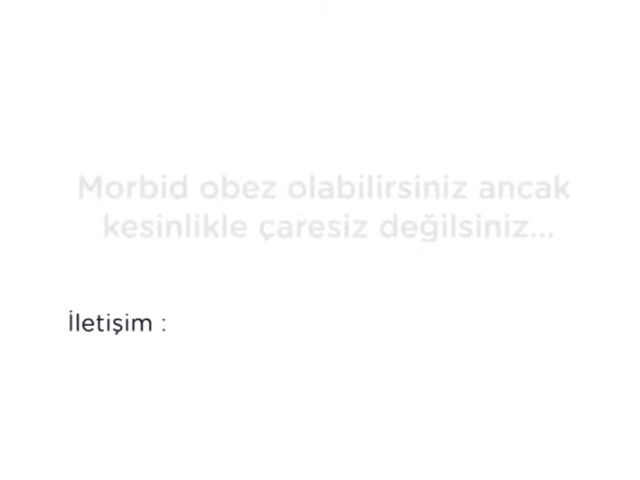 Morbid obez olabilirsiniz ancak
kesinlikle çaresiz değilsiniz...
İletişim :